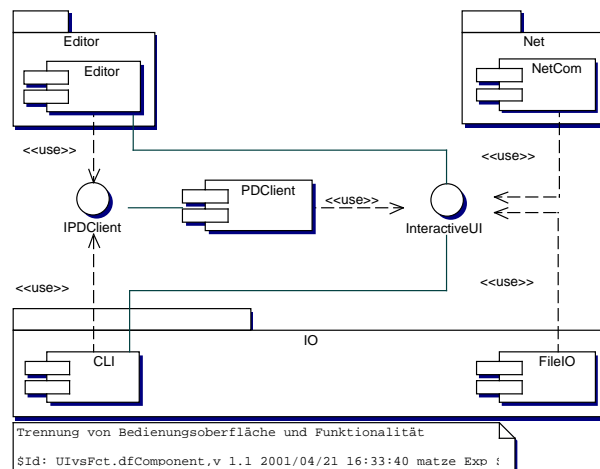 Editor
Net
Editor
NetCom
<<use>>
<<use>>
PDClient
<<use>>
IPDClient
InteractiveUI
<<use>>
<<use>>
IO
CLI
FileIO
Trennung von Bedienungsoberfläche und Funktionalität
$Id: UIvsFct.dfComponent,v 1.1 2001/04/21 16:33:40 matze Exp $